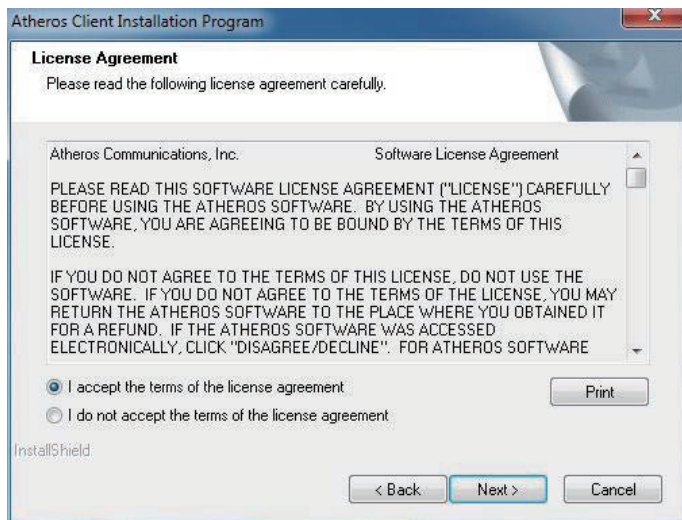 Atheros Client Installation Program
License Agreement
Please read the following license agreement carefully.
Atheros Communications, Inc. Software License Agreement
PLEASE READ THIS SOFTWARE LICENSE AGREEMENT ("LICENSE") CAREFULLY
BEFORE USING THE ATHEROS SOFTWARE. BY USING THE ATHEROS
SOFTWARE, YOU ARE AGREEING TO BE BOUND BY THE TERMS OF THIS
LICENSE.
IF YOU DO NOT AGREE TO THE TERMS OF THIS LICENSE, DO NOT USE THE
SOFTWARE. IF YOU DO NOT AGREE TO THE TERMS OF THE LICENSE, YOU MAY
RETURN THE ATHEROS SOFTWARE TO THE PLACE WHERE YOU OBTAINED IT
FOR A REFUND. IF THE ATHEROS SOFTWARE WAS ACCESSED
ELECTRONICALLY, CLICK "DISAGREE/DECLINE". FOR ATHEROS SOFTWARE
I accept the terms of the license agreement
Print
I do not accept the terms of the license agreement
InstallShield
< Back Next > Cancel